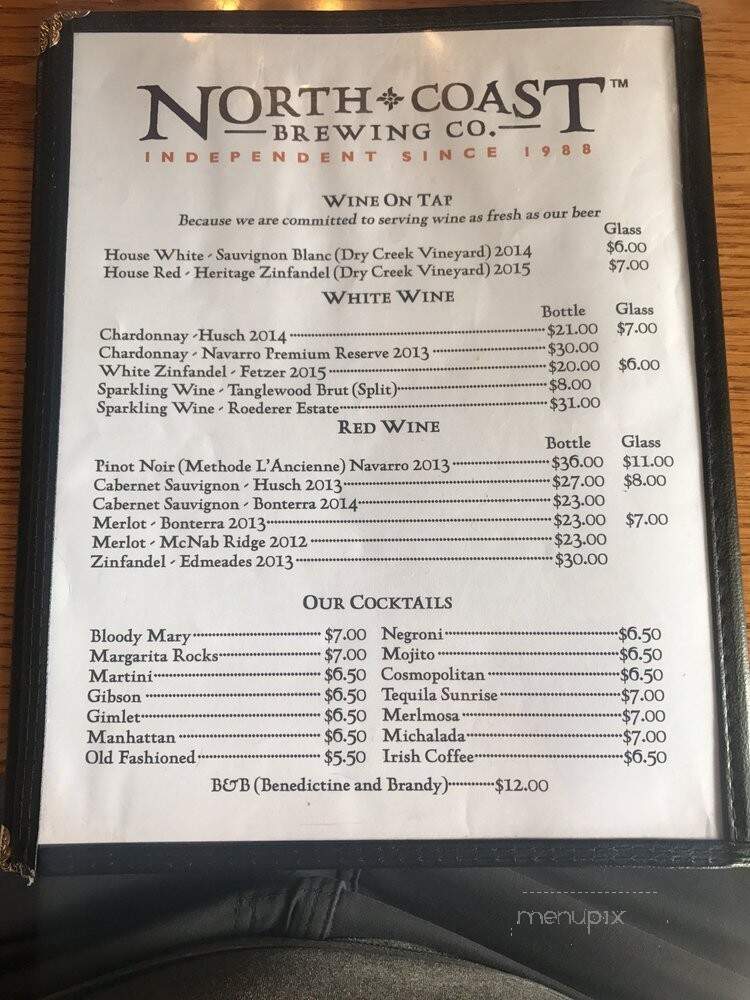 NORTH COAST™
BREWING CO.
INDEPENDENT SINCE 1988
WINE ON TAP
Because we are committed to serving wine as fresh as our beer
Glass
House White - Sauvignon Blanc (Dry Creek Vineyard) 2014 $6.00
House Red - Heritage Zinfandel (Dry Creek Vineyard) 2015 $7.00
WHITE WINE
Bottle Glass
Chardonnay -Husch 2014 $21.00 $7.00
Chardonnay - Navarro Premium Reserve 2013 $30.00
White Zinfandel - Fetzer 2015 $20.00 $6.00
Sparkling Wine - Tanglewood Brut (Split) $8.00
Sparkling Wine - Roederer Estate $31.00
RED WINE
Bottle Glass
Pinot Noir (Methode L'Ancienne) Navarro 2013 $36.00 $11.00
Cabernet Sauvignon - Husch 2013 $27.00 $8.00
Cabernet Sauvignon - Bonterra 2014 $23.00
Merlot - Bonterra 2013 $23.00 $7.00
Merlot - McNab Ridge 2012 $23.00
Zinfandel - Edmeades 2013 $30.00
OUR COCKTAILS
Bloody Mary $7.00 Negroni $6.50
Margarita Rocks $7.00 Mojito $6.50
Martini $6.50 Cosmopolitan $6.50
Gibson $6.50 Tequila Sunrise $7.00
Gimlet $6.50 Merlmosa $7.00
Manhattan $6.50 Michalada $7.00
Old Fashioned $5.50 Irish Coffee $6.50
B&B (Benedictine and Brandy) $12.00
menupix